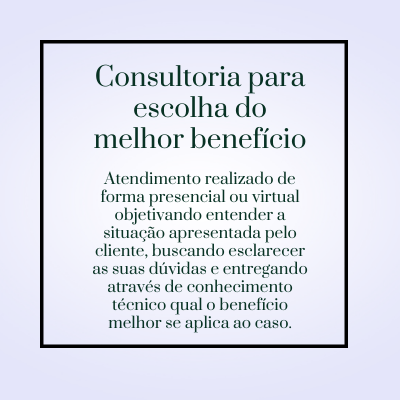 Consultoria para
escolha do
melhor benefício
Atendimento realizado de
forma presencial ou virtual
objetivando entender a
situação apresentada pelo
cliente, buscando esclarecer
as suas dúvidas e entregando
através de conhecimento
técnico qual o benefício
melhor se aplica ao caso.